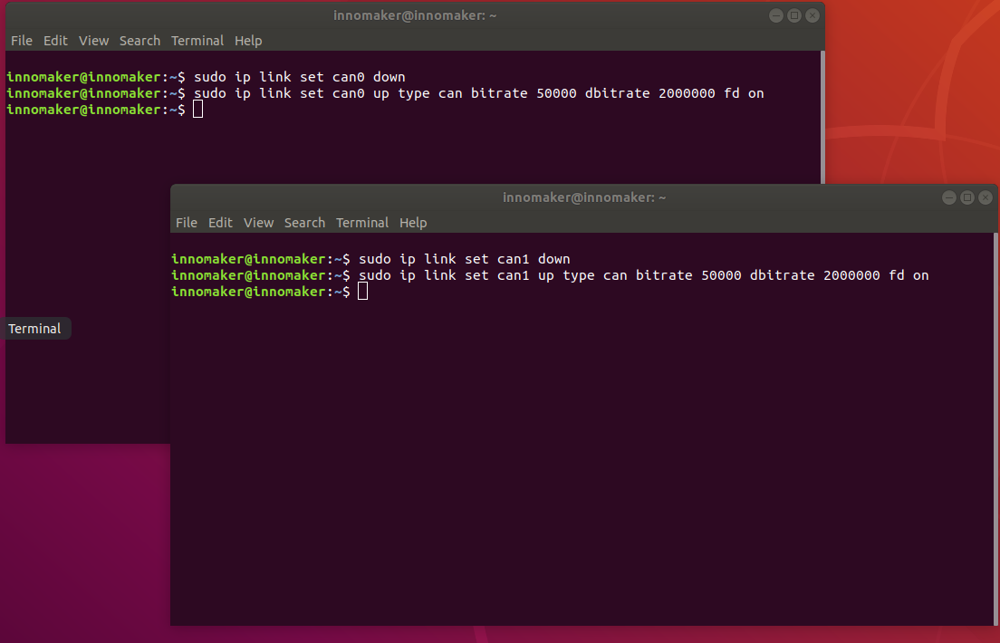 innomaker@innomaker: ~
File Edit View Search Terminal Help
innomaker@innomaker:~$ sudo ip link set can0 down
innomaker@innomaker:~$ sudo ip link set can0 up type can bitrate 50000 dbitrate 2000000 fd on
innomaker@innomaker:~$
innomaker@innomaker: ~
File Edit View Search Terminal Help
innomaker@innomaker:~$ sudo ip link set can1 down
innomaker@innomaker:~$ sudo ip link set can1 up type can bitrate 50000 dbitrate 2000000 fd on
innomaker@innomaker:~$
Terminal